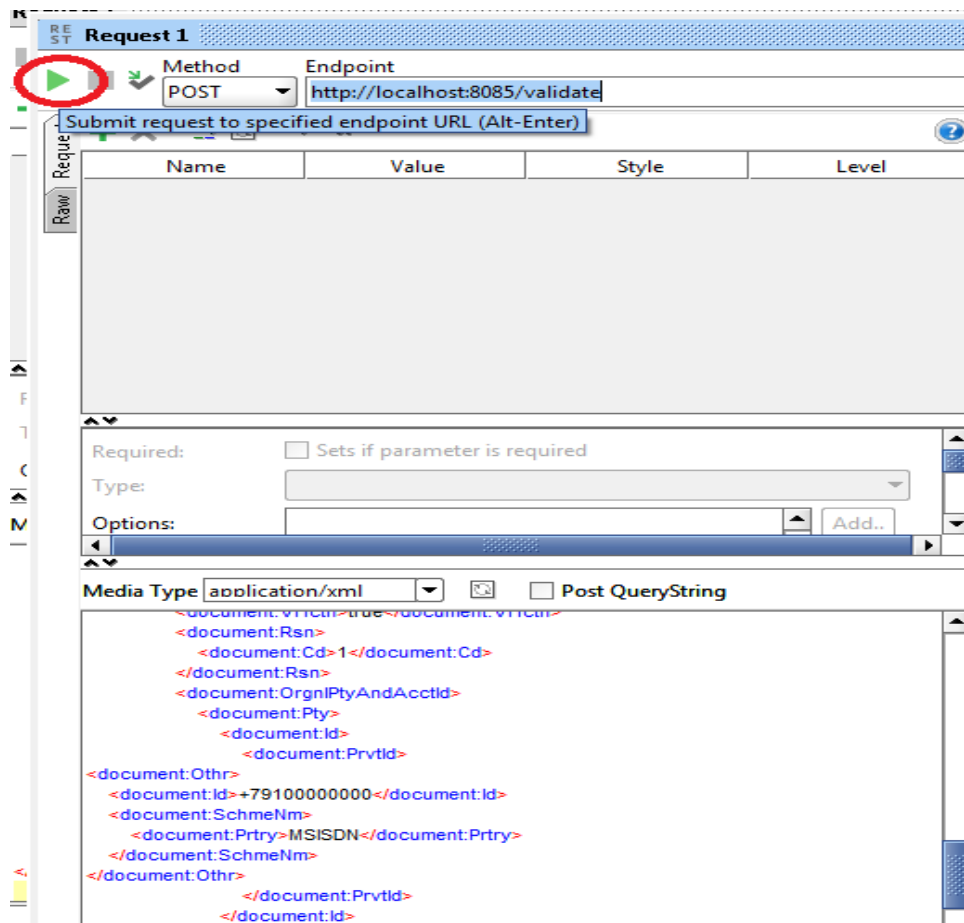 RE
ST
Request 1
Method
Endpoint
POST
http://localhost:8085/validate
Submit request to specified endpoint URL (Alt-Enter)
Name
Value
Style
Level
Raw
Required:
Sets if parameter is required
Type:
Options:
Add..
Media Type
application/xml
Post QueryString
<document:Rsn>
<document:Cd>1</document:Cd>
</document:Rsn>
<document:OrgnlPtyAndAcctId>
<document:Pty>
<document:Id>
<document:PrvtId>
<document:Othr>
<document:Id>+79100000000</document:Id>
<document:SchmeNm>
<document:Prtry>MSISDN</document:Prtry>
</document:SchmeNm>
</document:Othr>
</document:PrvtId>
</document:Id>